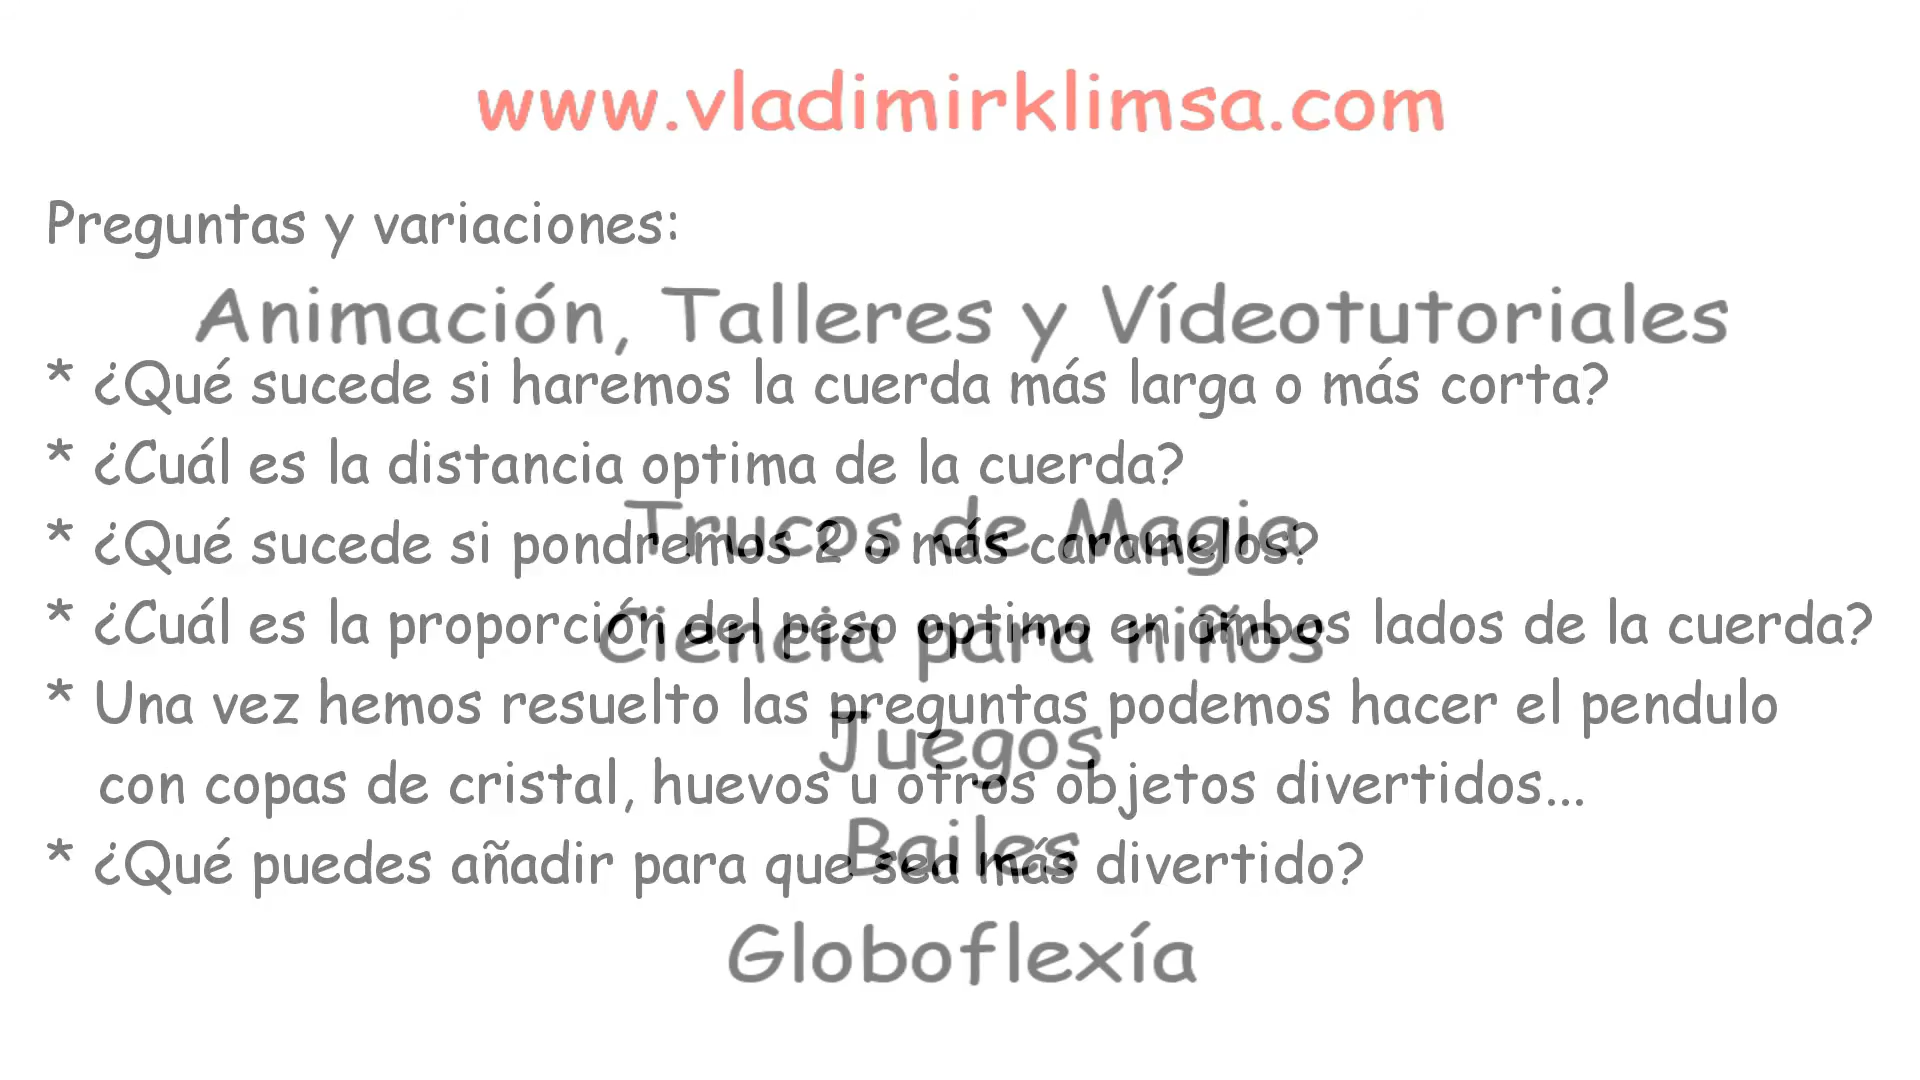 www.vladimirklimsa.com
Preguntas y variaciones:
Animación, Talleres y Vídeotutoriales
* ¿Qué sucede si haremos la cuerda más larga o más corta?
* ¿Cuál es la distancia optima de la cuerda?
Trucos de Magia
* ¿Qué sucede si pondremos 2 o más caramelos?
* ¿Cuál es la proporción del peso optimo en ambos lados de la cuerda?
Ciencia para niños
* Una vez hemos resuelto las preguntas podemos hacer el pendulo
Juegos
con copas de cristal, huevos u otros objetos divertidos...
Bailes
* ¿Qué puedes añadir para que sea más divertido?
Globoflexía